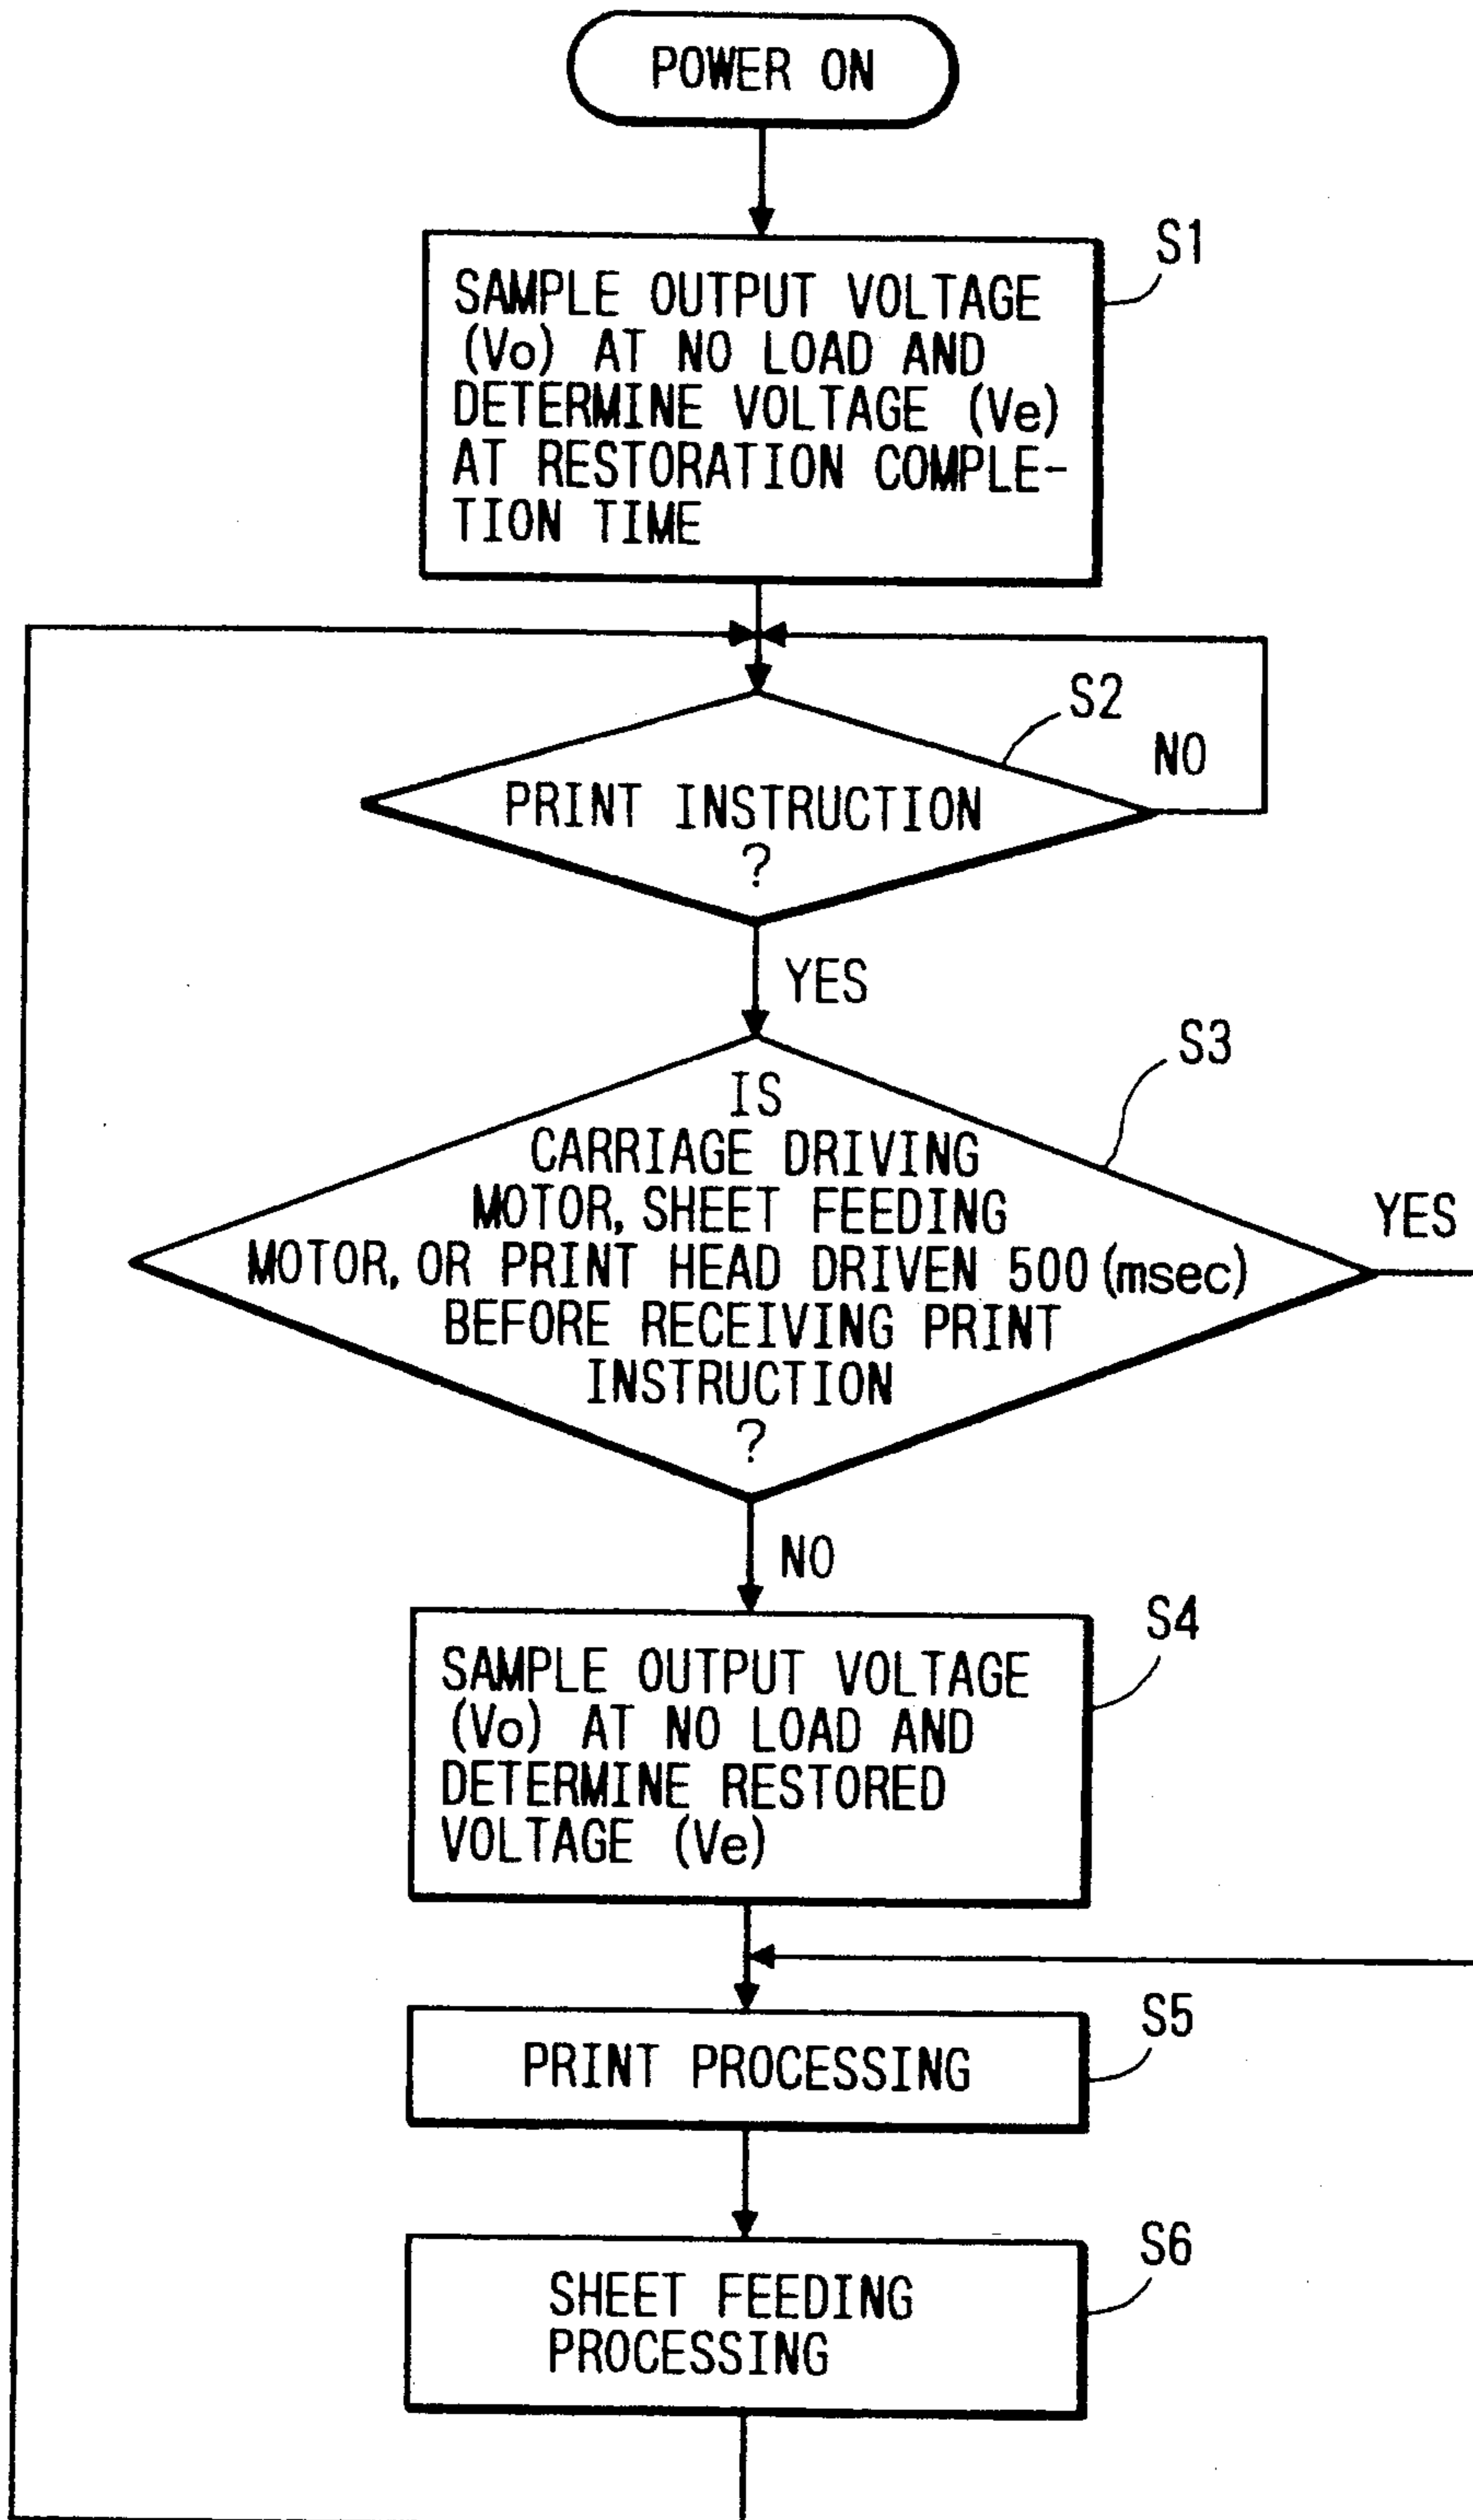 POWER ON
S1
SAMPLE OUTPUT VOLTAGE
(Vo) AT NO LOAD AND
DETERMINE VOLTAGE (Ve)
AT RESTORATION COMPLE-
TION TIME
S2
NO
PRINT INSTRUCTION
?
YES
S3
IS
CARRIAGE DRIVING
MOTOR, SHEET FEEDING
MOTOR, OR PRINT HEAD DRIVEN 500 (msec)
BEFORE RECEIVING PRINT
INSTRUCTION
?
YES
NO
S4
SAMPLE OUTPUT VOLTAGE
(Vo) AT NO LOAD AND
DETERMINE RESTORED
VOLTAGE (Ve)
S5
PRINT PROCESSING
S6
SHEET FEEDING
PROCESSING